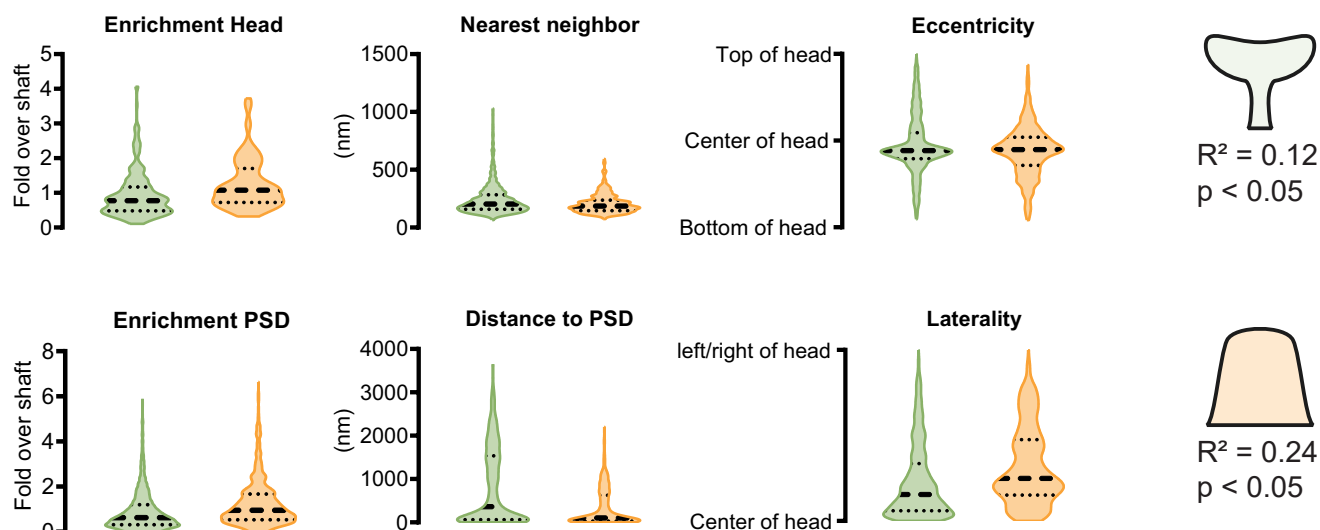 Enrichment Head
Fold over shaft
5
4
3
2
1
0
Nearest neighbor
(nm)
1500
1000
500
0
Eccentricity
Top of head
Center of head
Bottom of head
R² = 0.12
p < 0.05
Enrichment PSD
Fold over shaft
8
6
4
2
0
Distance to PSD
(nm)
4000
3000
2000
1000
0
Laterality
left/right of head
Center of head
R² = 0.24
p < 0.05